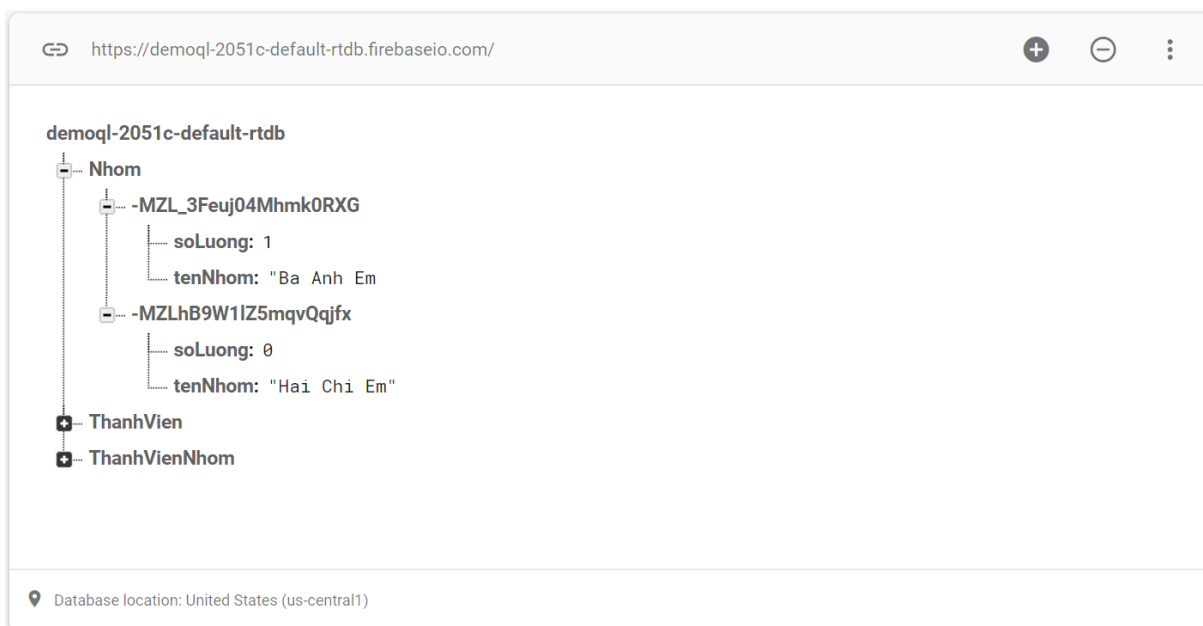 https://demoql-2051c-default-rtdb.firebaseio.com/
demoql-2051c-default-rtdb
Nhom
-MZL_3Feuj04Mhmk0RXG
soLuong: 1
tenNhom: "Ba Anh Em
-MZLhB9W1lZ5mqvQqjfx
soLuong: 0
tenNhom: "Hai Chi Em"
ThanhVien
ThanhVienNhom
Database location: United States (us-central1)